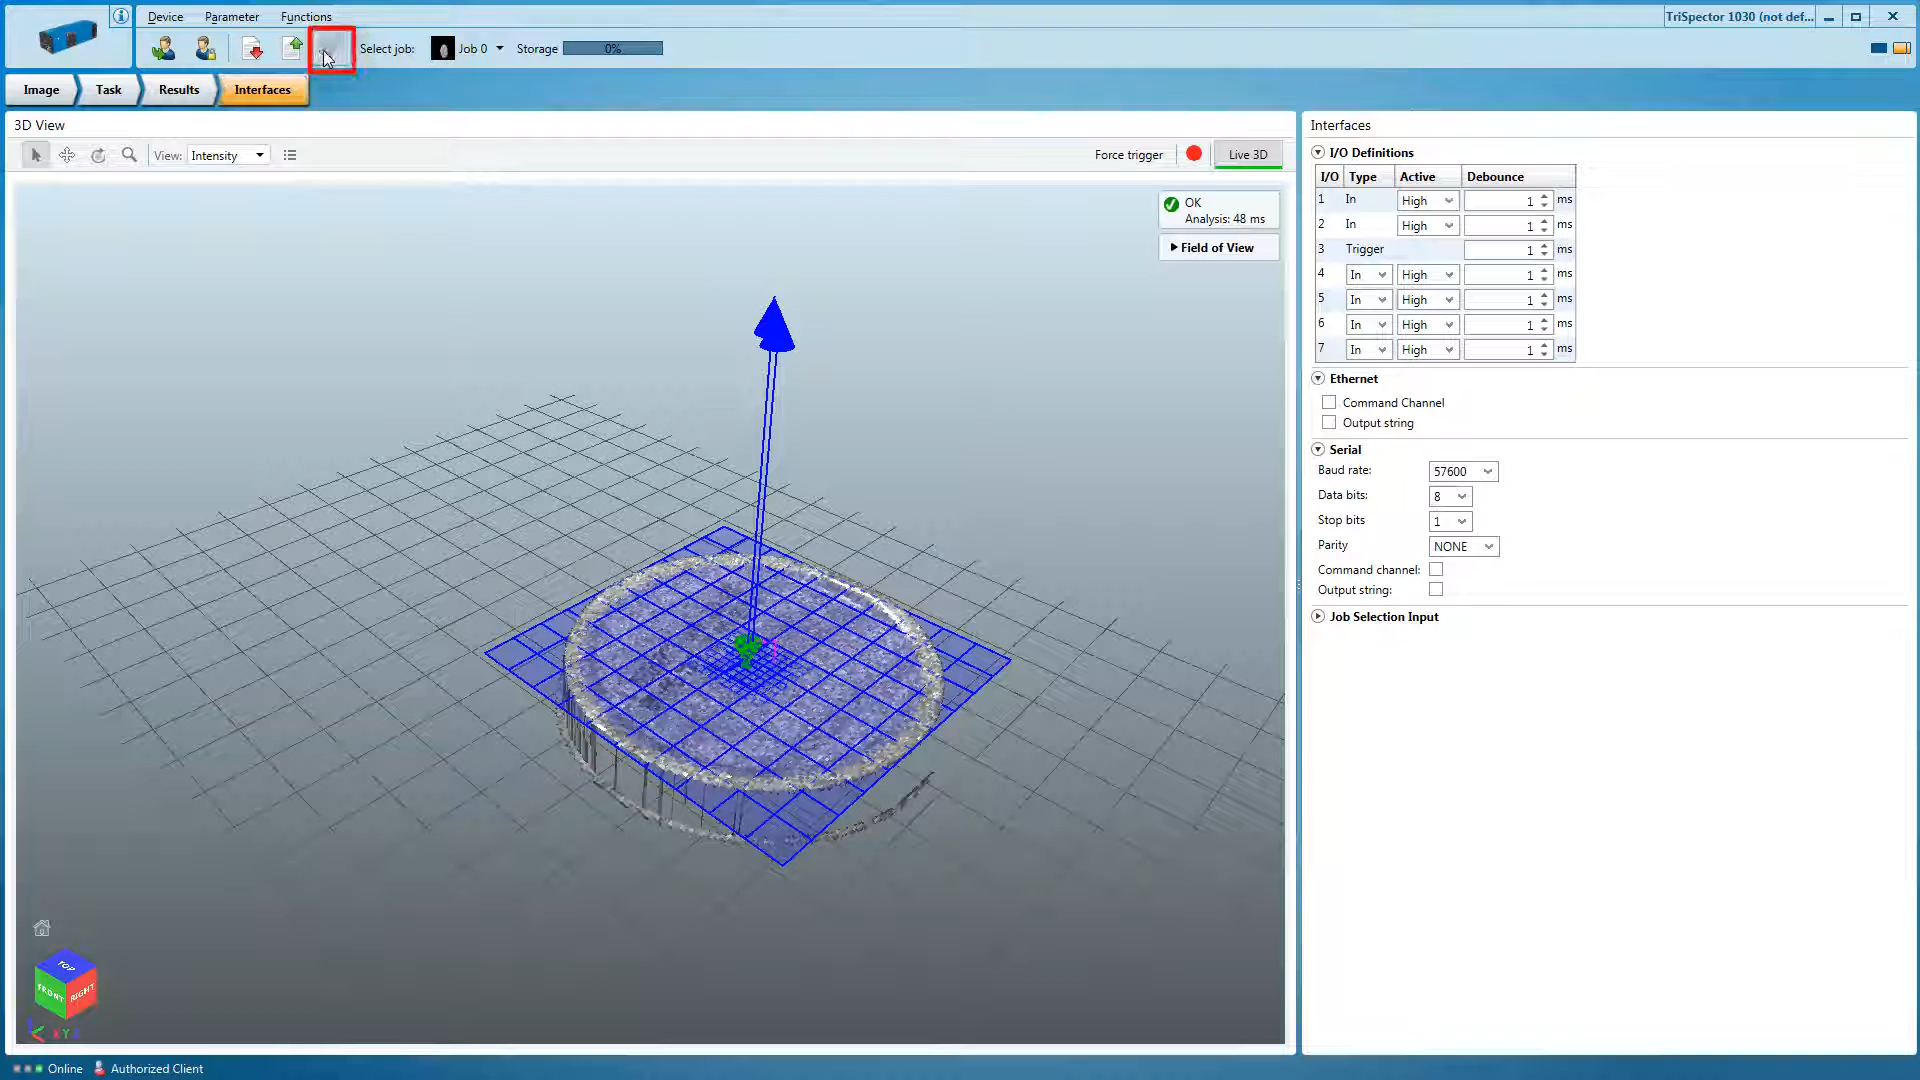 Device Parameter Functions
TriSpector 1030 (not def...
Select job: Job 0 Storage 0%
Image Task Results Interfaces
3D View
View: Intensity
Force trigger Live 3D
OK
Analysis: 48 ms
Field of View
TOP
FRONT RIGHT
X Y Z
Interfaces
I/O Definitions
I/O Type Active Debounce
1 In High 1 ms
2 In High 1 ms
3 Trigger 1 ms
4 In High 1 ms
5 In High 1 ms
6 In High 1 ms
7 In High 1 ms
Ethernet
Command Channel
Output string
Serial
Baud rate: 57600
Data bits: 8
Stop bits 1
Parity NONE
Command channel:
Output string:
Job Selection Input
Online Authorized Client